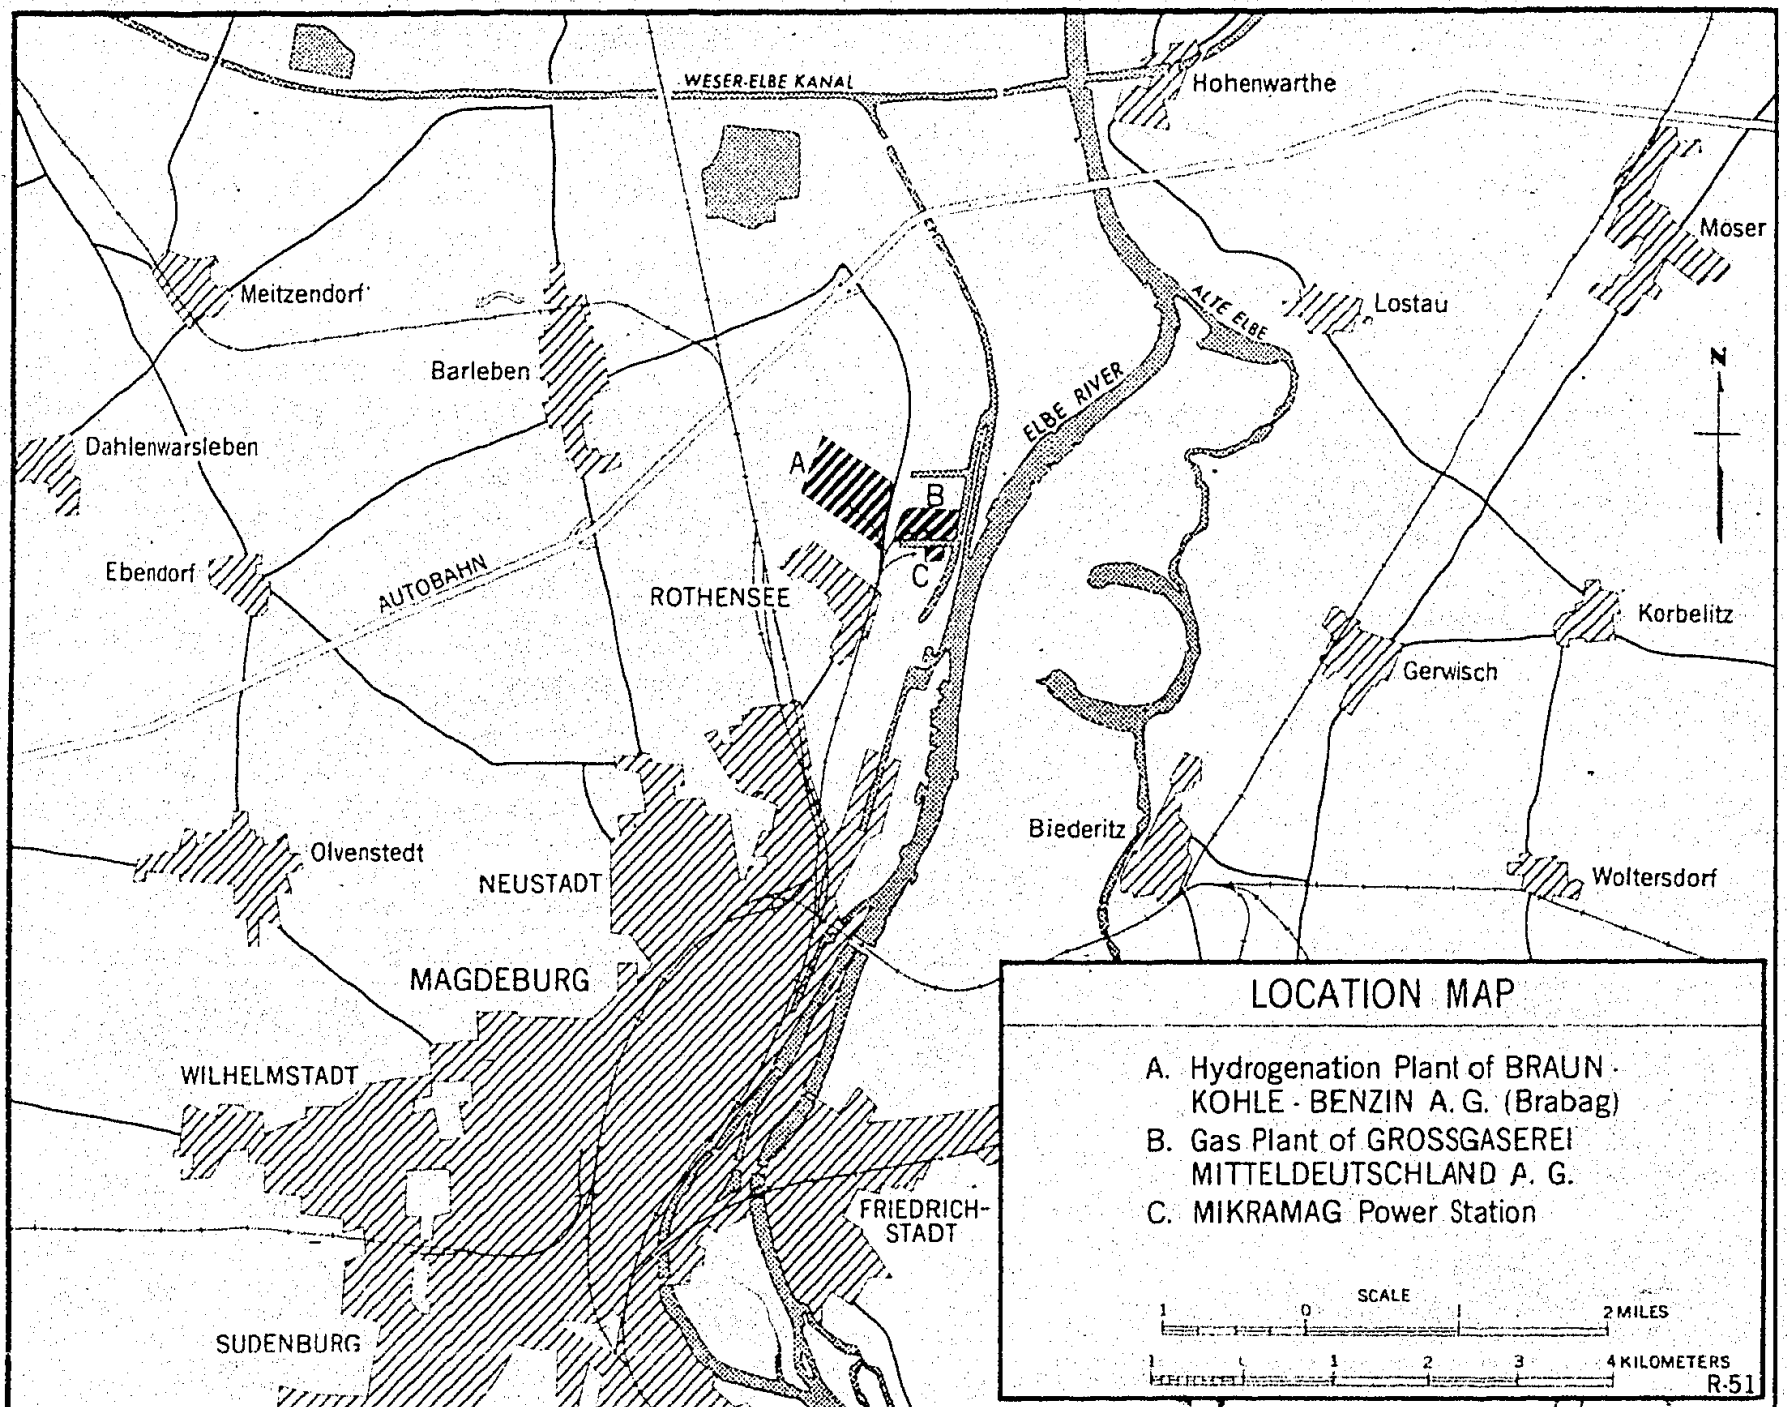 WESER-ELBE KANAL
Hohenwarthe
Möser
Meitzendorf
ALTE ELBE
Lostau
Barleben
ELBE RIVER
N
Dahlenwarsleben
A
B
Ebendorf
AUTOBAHN
C
ROTHENSEE
Korbelitz
Gerwisch
Biederitz
Olvenstedt
NEUSTADT
Woltersdorf
MAGDEBURG
WILHELMSTADT
FRIEDRICH-
STADT
SUDENBURG
LOCATION MAP
A. Hydrogenation Plant of BRAUN-
KOHLE-BENZIN A.G. (Brabag)
B. Gas Plant of GROSSGASEREI
MITTELDEUTSCHLAND A. G.
C. MIKRAMAG Power Station
SCALE
1 0 1 2 MILES
1 1 2 3 4 KILOMETERS
R-51